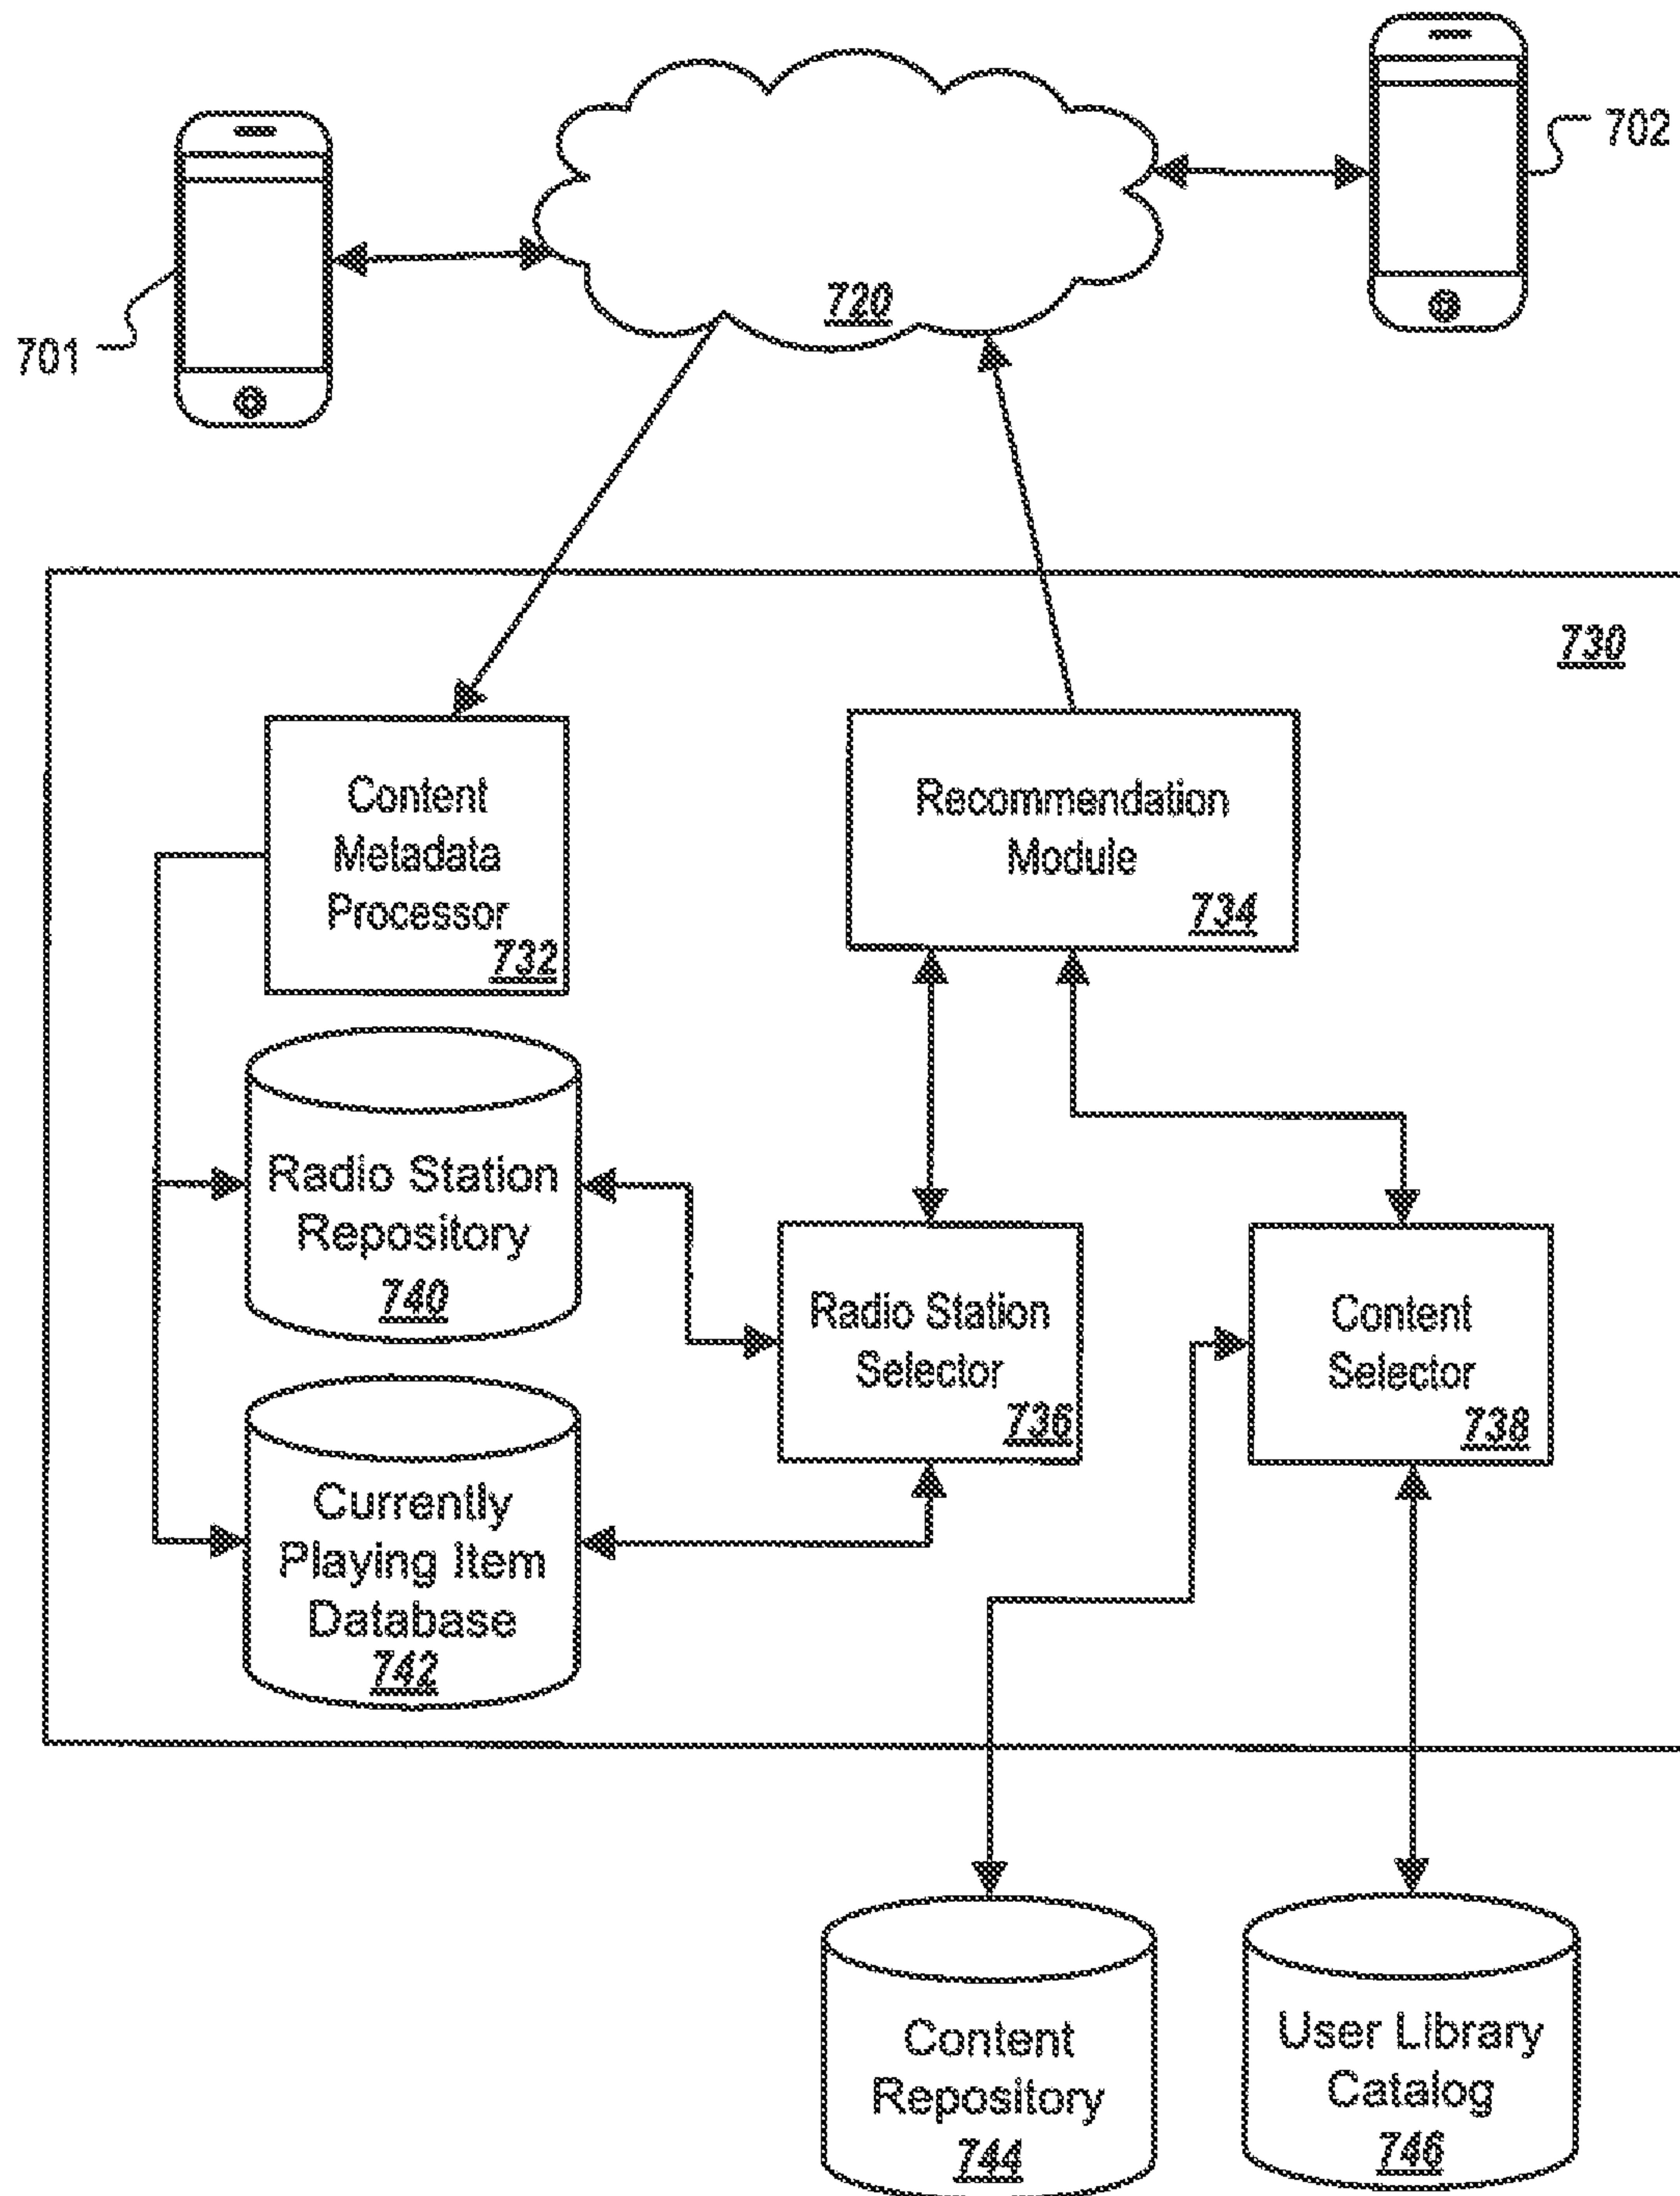 702
720
701
730
Content
Metadata
Processor
732
Recommendation
Module
734
Radio Station
Repository
740
Radio Station
Selector
736
Content
Selector
738
Currently
Playing Item
Database
742
Content
Repository
744
User Library
Catalog
746